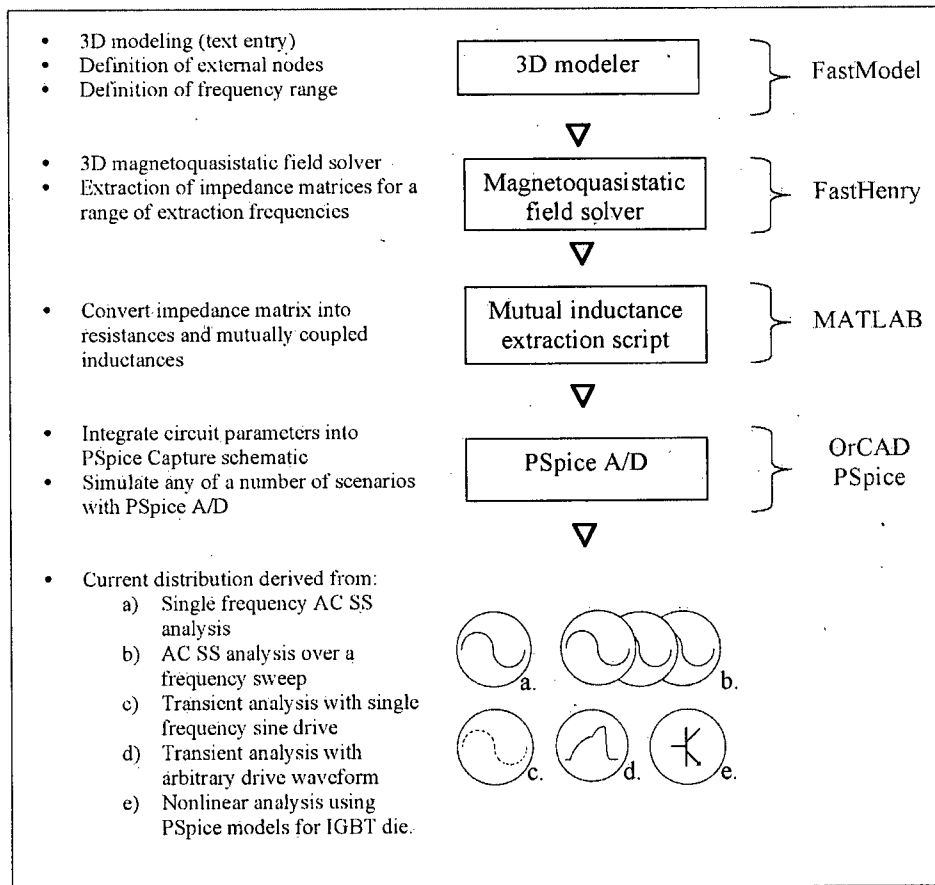 • 3D modeling (text entry)
• Definition of external nodes
• Definition of frequency range
3D modeler
FastModel
• 3D magnetoquasistatic field solver
• Extraction of impedance matrices for a
range of extraction frequencies
Magnetoquasistatic
field solver
FastHenry
• Convert impedance matrix into
resistances and mutually coupled
inductances
Mutual inductance
extraction script
MATLAB
• Integrate circuit parameters into
PSpice Capture schematic
• Simulate any of a number of scenarios
with PSpice A/D
PSpice A/D
OrCAD
PSpice
• Current distribution derived from:
a) Single frequency AC SS
analysis
b) AC SS analysis over a
frequency sweep
c) Transient analysis with single
frequency sine drive
d) Transient analysis with
arbitrary drive waveform
e) Nonlinear analysis using
PSpice models for IGBT die.
a.
b.
c.
d.
e.